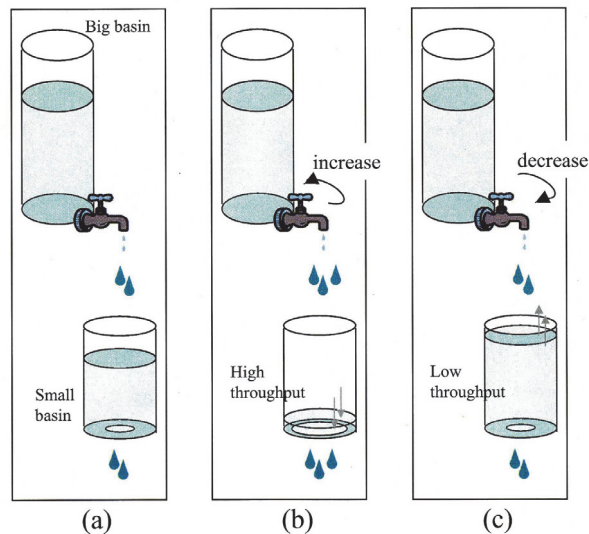 Big basin
Small
basin
(a)
increase
High
throughput
(b)
decrease
Low
throughput
(c)